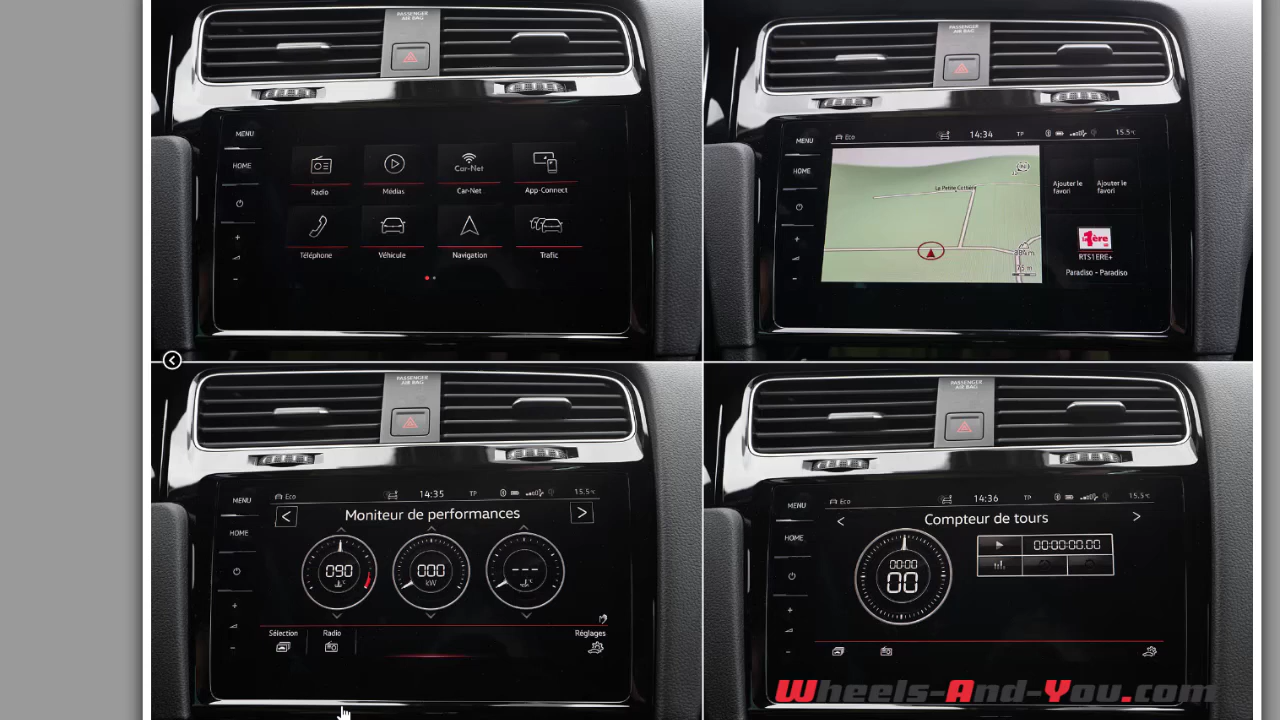 PASSENGER
AIR BAG
MENU
HOME
Radio
Médias
Car-Net
Car-Net
App-Connect
Téléphone
Véhicule
Navigation
Trafic
PASSENGER
AIR BAG
MENU
HOME
Eco
14:34
TP
15.5°C
La Petite Corbière
Ajouter le
favori
Ajouter le
favori
la 1ère
RTS1ERE+
Paradiso - Paradiso
PASSENGER
AIR BAG
MENU
HOME
Eco
14:35
TP
15.5°C
Moniteur de performances
090
°C
000
kW
---
°C
Sélection
Radio
Réglages
PASSENGER
AIR BAG
MENU
HOME
Eco
14:36
TP
15.5°C
Compteur de tours
00:00
00
00:00:00.00
Wheels-And-You.com